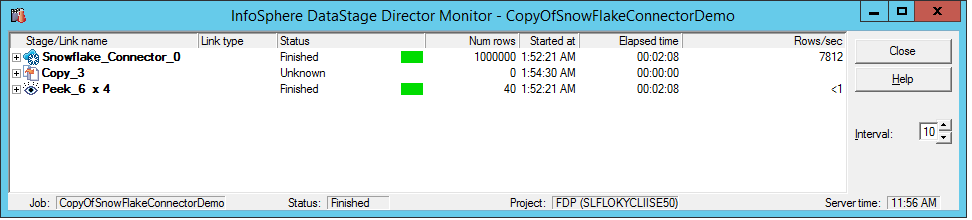 InfoSphere DataStage Director Monitor - CopyOfSnowFlakeConnectorDemo
Stage/Link name Link type Status Num rows Started at Elapsed time Rows/sec
Snowflake_Connector_0 Finished 1000000 1:52:21 AM 00:02:08 7812
Copy_3 Unknown 0 1:54:30 AM 00:00:00
Peek_6 x 4 Finished 40 1:52:21 AM 00:02:08 <1
Close
Help
Interval: 10
Job: CopyOfSnowFlakeConnectorDemo Status: Finished Project: FDP (SLFLOKYCLIISE50) Server time: 11:56 AM